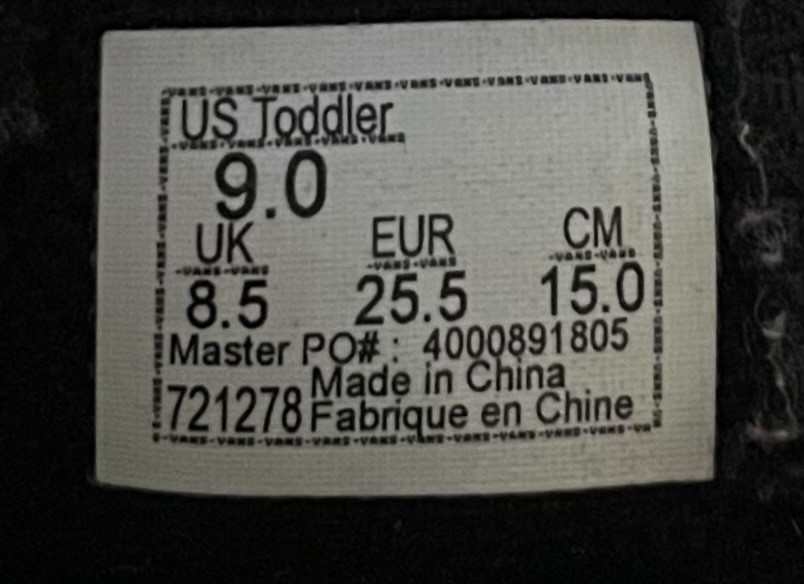 US Toddler
9.0
UK EUR CM
8.5 25.5 15.0
Master PO# : 4000891805
Made in China
721278 Fabrique en Chine